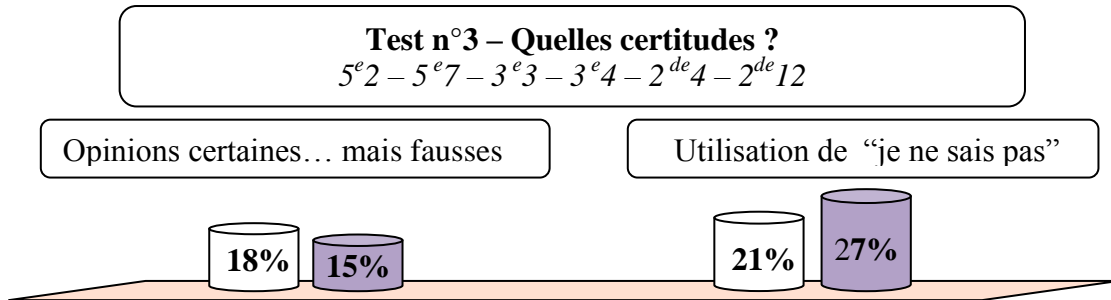 Test n°3 – Quelles certitudes ?
5e2 – 5e7 – 3e3 – 3e4 – 2de4 – 2de12
Opinions certaines… mais fausses
Utilisation de “je ne sais pas”
18%
15%
21%
27%